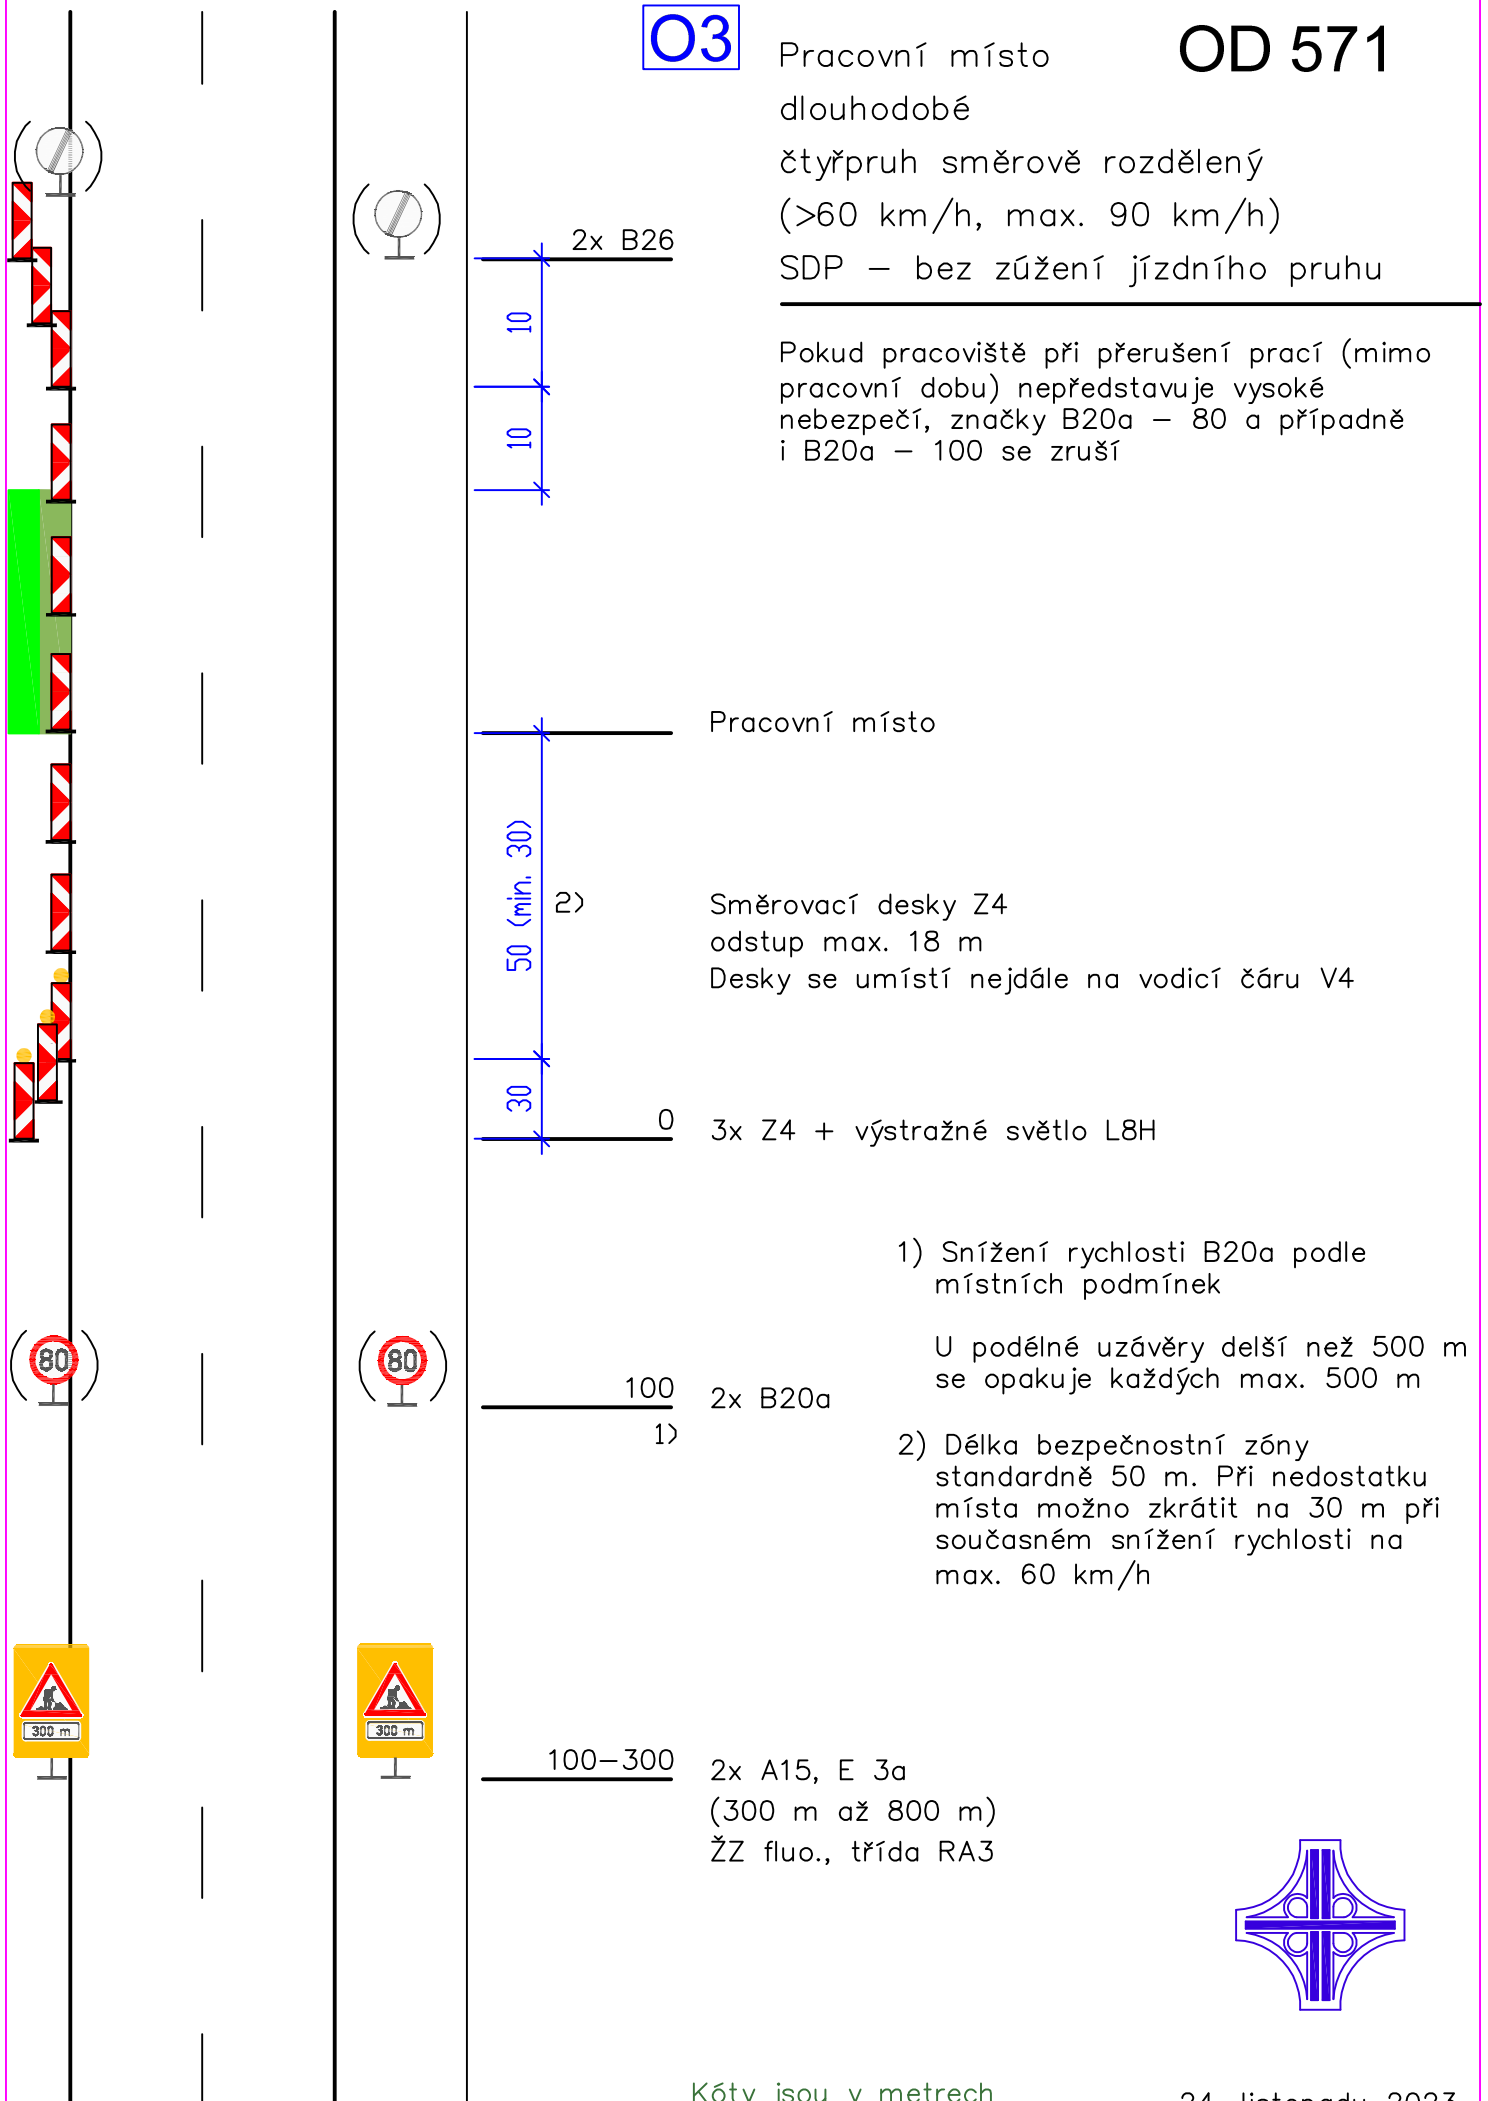 O3
OD 571
Pracovní místo
dlouhodobé
čtyřpruh směrově rozdělený
(>60 km/h, max. 90 km/h)
SDP – bez zúžení jízdního pruhu
2x B26
10
Pokud pracoviště při přerušení prací (mimo
pracovní dobu) nepředstavuje vysoké
nebezpečí, značky B20a – 80 a případně
i B20a – 100 se zruší
10
Pracovní místo
50 (min. 30)
2)
Směrovací desky Z4
odstup max. 18 m
Desky se umístí nejdále na vodicí čáru V4
30
0
3x Z4 + výstražné světlo L8H
1) Snížení rychlosti B20a podle
místních podmínek
U podélné uzávěry delší než 500 m
se opakuje každých max. 500 m
80
80
100
2x B20a
1)
2) Délka bezpečnostní zóny
standardně 50 m. Při nedostatku
místa možno zkrátit na 30 m při
současném snížení rychlosti na
max. 60 km/h
300 m
300 m
100–300
2x A15, E 3a
(300 m až 800 m)
ŽZ fluo., třída RA3
Kóty jsou v metrech
24. listopadu 2023